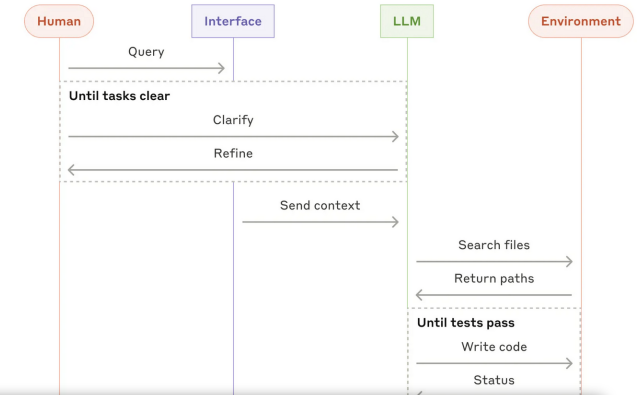 Human
Interface
LLM
Environment
Query
Until tasks clear
Clarify
Refine
Send context
Search files
Return paths
Until tests pass
Write code
Status